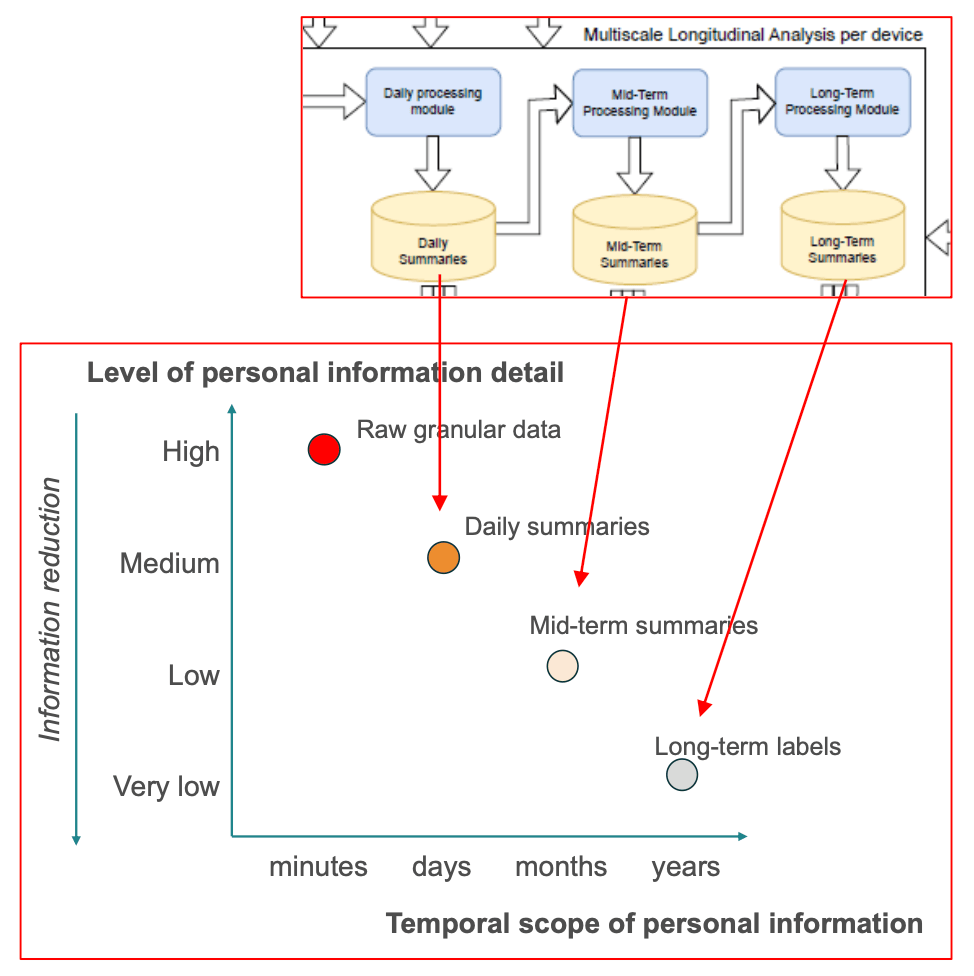 Multiscale Longitudinal Analysis per device
Daily processing
module
Mid-Term
Processing Module
Long-Term
Processing Module
Daily
Summaries
Mid-Term
Summaries
Long-Term
Summaries
Level of personal information detail
Information reduction
High
Raw granular data
Daily summaries
Medium
Mid-term summaries
Low
Long-term labels
Very low
minutes
days
months
years
Temporal scope of personal information